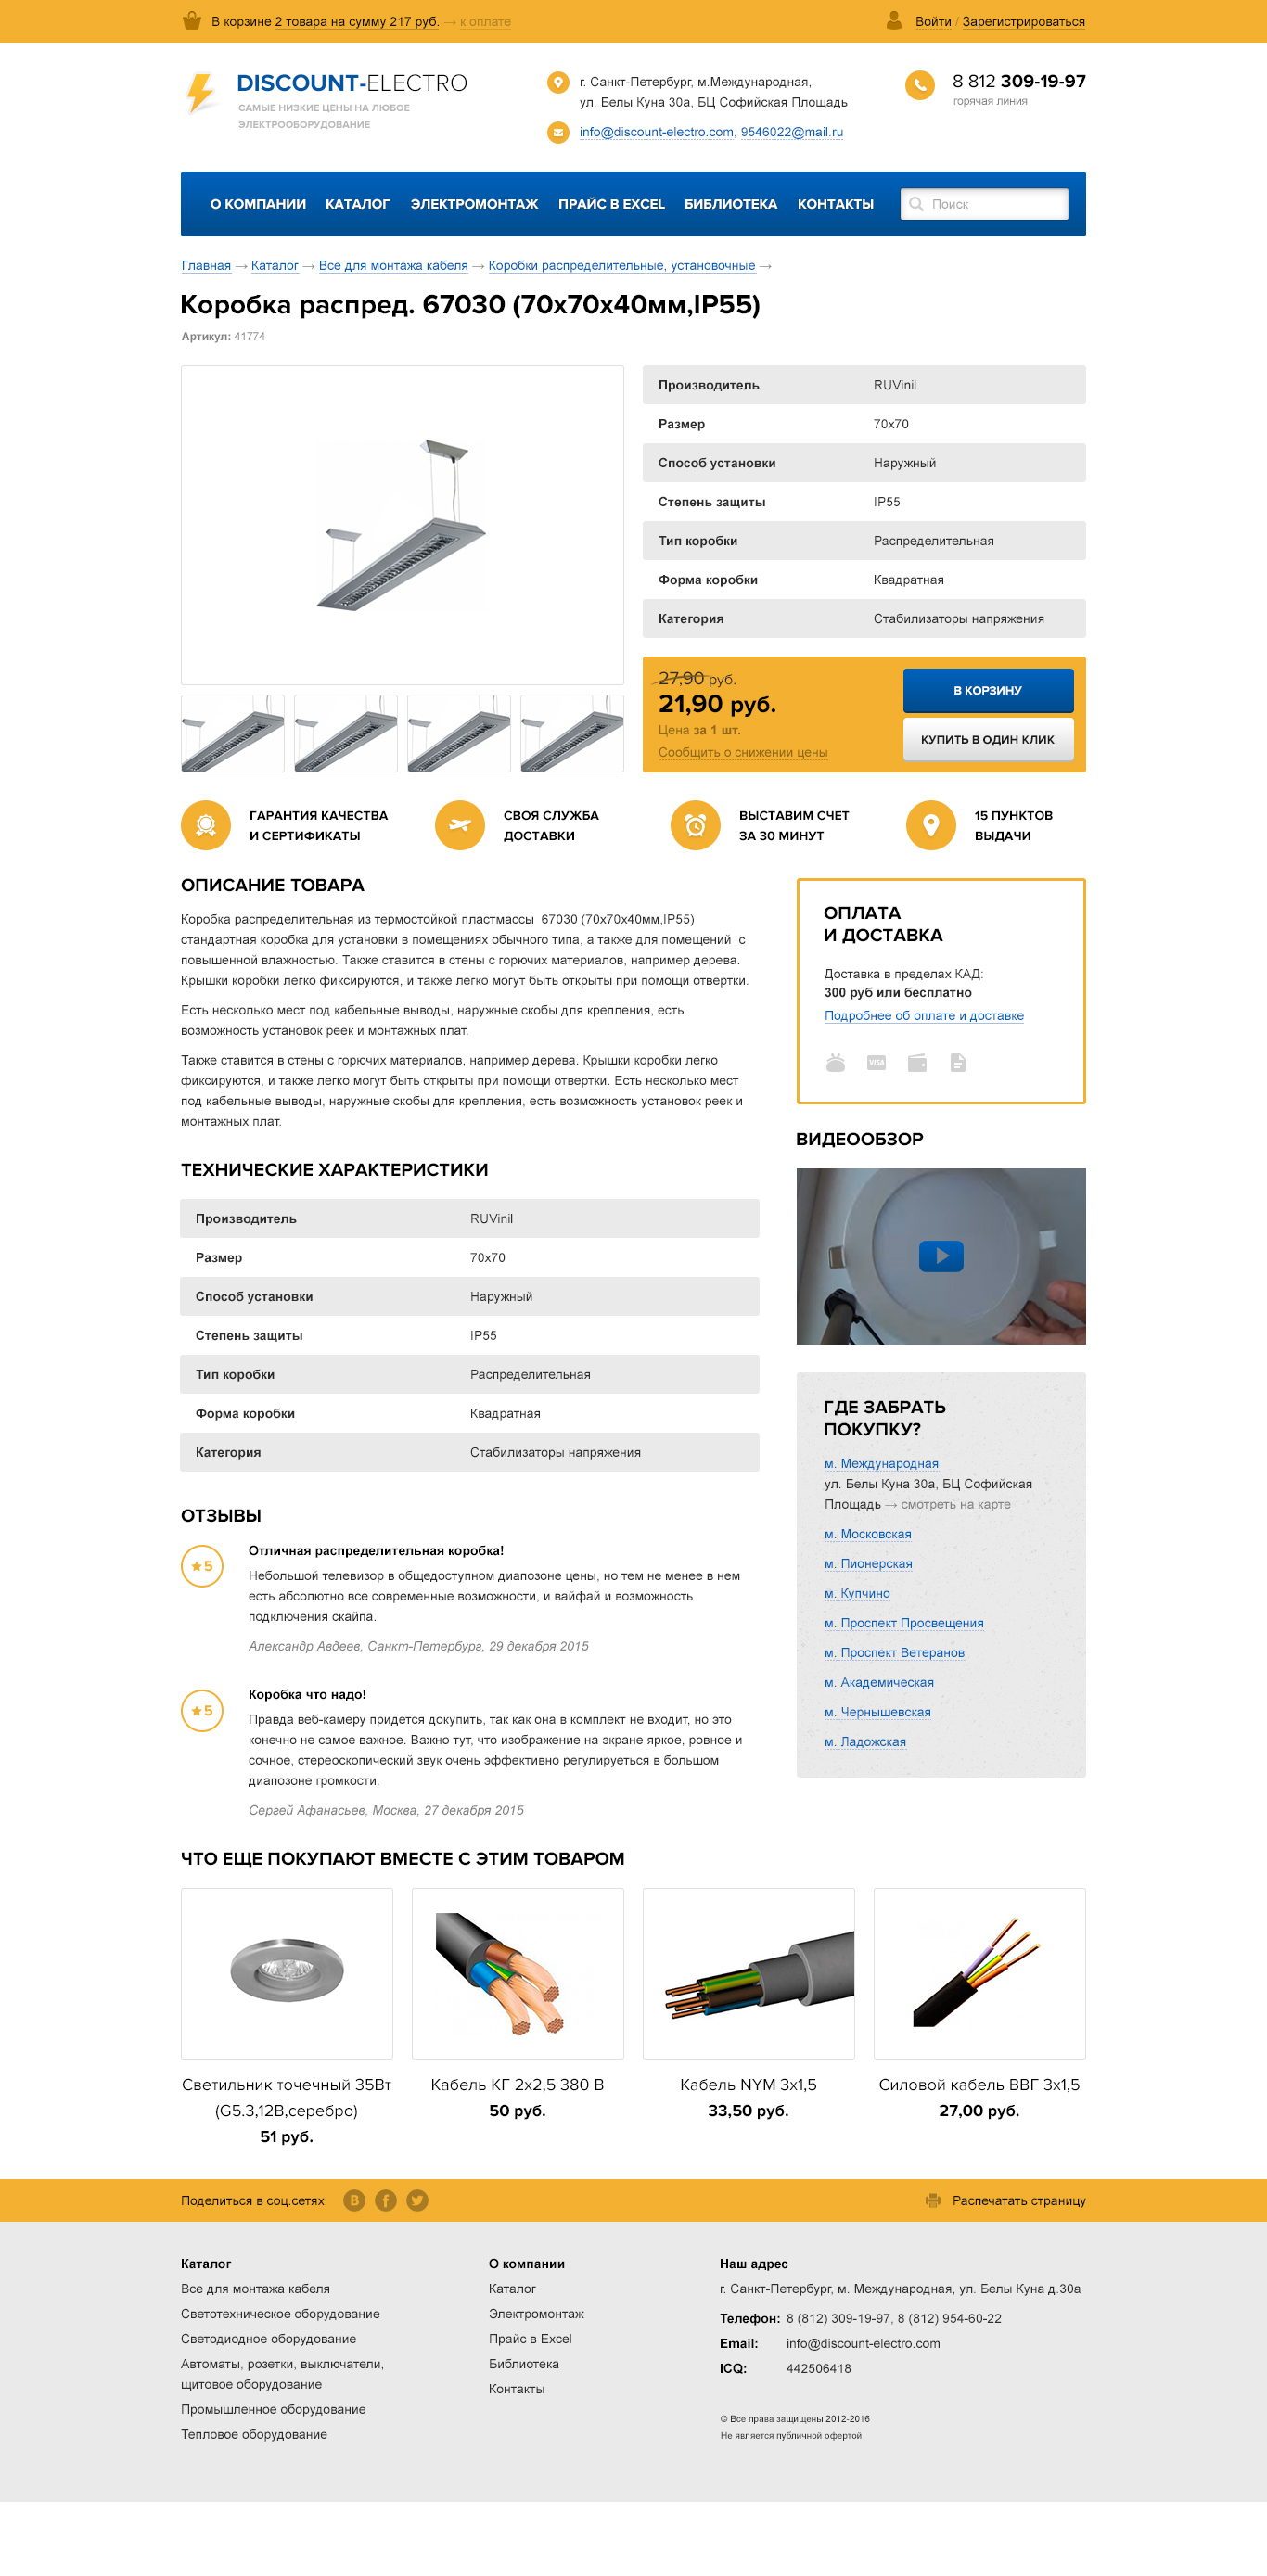 В корзине 2 товара на сумму 217 руб. → к оплате
Войти / Зарегистрироваться
DISCOUNT-ELECTRO
САМЫЕ НИЗКИЕ ЦЕНЫ НА ЛЮБОЕ
ЭЛЕКТРООБОРУДОВАНИЕ
г. Санкт-Петербург, м.Международная,
ул. Белы Куна 30а, БЦ Софийская Площадь
info@discount-electro.com, 9546022@mail.ru
8 812 309-19-97
горячая линия
О КОМПАНИИ КАТАЛОГ ЭЛЕКТРОМОНТАЖ ПРАЙС В EXCEL БИБЛИОТЕКА КОНТАКТЫ Поиск
Главная → Каталог → Все для монтажа кабеля → Коробки распределительные, установочные →
Коробка распред. 67030 (70х70х40мм,IP55)
Артикул: 41774
Производитель RUVinil
Размер 70x70
Способ установки Наружный
Степень защиты IP55
Тип коробки Распределительная
Форма коробки Квадратная
Категория Стабилизаторы напряжения
27,90 руб.
21,90 руб.
Цена за 1 шт.
Сообщить о снижении цены
В КОРЗИНУ
КУПИТЬ В ОДИН КЛИК
ГАРАНТИЯ КАЧЕСТВА
И СЕРТИФИКАТЫ
СВОЯ СЛУЖБА
ДОСТАВКИ
ВЫСТАВИМ СЧЕТ
ЗА 30 МИНУТ
15 ПУНКТОВ
ВЫДАЧИ
ОПИСАНИЕ ТОВАРА
Коробка распределительная из термостойкой пластмассы 67030 (70х70х40мм,IP55)
стандартная коробка для установки в помещениях обычного типа, а также для помещений с
повышенной влажностью. Также ставится в стены с горючих материалов, например дерева.
Крышки коробки легко фиксируются, и также легко могут быть открыты при помощи отвертки.
Есть несколько мест под кабельные выводы, наружные скобы для крепления, есть
возможность установок реек и монтажных плат.
Также ставится в стены с горючих материалов, например дерева. Крышки коробки легко
фиксируются, и также легко могут быть открыты при помощи отвертки. Есть несколько мест
под кабельные выводы, наружные скобы для крепления, есть возможность установок реек и
монтажных плат.
ТЕХНИЧЕСКИЕ ХАРАКТЕРИСТИКИ
Производитель RUVinil
Размер 70x70
Способ установки Наружный
Степень защиты IP55
Тип коробки Распределительная
Форма коробки Квадратная
Категория Стабилизаторы напряжения
ОТЗЫВЫ
5
Отличная распределительная коробка!
Небольшой телевизор в общедоступном диапозоне цены, но тем не менее в нем
есть абсолютно все современные возможности, и вайфай и возможность
подключения скайпа.
Александр Авдеев, Санкт-Петербург, 29 декабря 2015
5
Коробка что надо!
Правда веб-камеру придется докупить, так как она в комплект не входит, но это
конечно не самое важное. Важно тут, что изображение на экране яркое, ровное и
сочное, стереоскопический звук очень эффективно регулируеться в большом
диапозоне громкости.
Сергей Афанасьев, Москва, 27 декабря 2015
ОПЛАТА
И ДОСТАВКА
Доставка в пределах КАД:
300 руб или бесплатно
Подробнее об оплате и доставке
VISA
ВИДЕООБЗОР
ГДЕ ЗАБРАТЬ
ПОКУПКУ?
м. Международная
ул. Белы Куна 30а, БЦ Софийская
Площадь → смотреть на карте
м. Московская
м. Пионерская
м. Купчино
м. Проспект Просвещения
м. Проспект Ветеранов
м. Академическая
м. Чернышевская
м. Ладожская
ЧТО ЕЩЕ ПОКУПАЮТ ВМЕСТЕ С ЭТИМ ТОВАРОМ
Светильник точечный 35Вт
(G5.3,12В,серебро)
51 руб.
Кабель КГ 2х2,5 380 В
50 руб.
Кабель NYM 3х1,5
33,50 руб.
Силовой кабель ВВГ 3х1,5
27,00 руб.
Поделиться в соц.сетях
Распечатать страницу
Каталог
Все для монтажа кабеля
Светотехническое оборудование
Светодиодное оборудование
Автоматы, розетки, выключатели,
щитовое оборудование
Промышленное оборудование
Тепловое оборудование
О компании
Каталог
Электромонтаж
Прайс в Excel
Библиотека
Контакты
Наш адрес
г. Санкт-Петербург, м. Международная, ул. Белы Куна д.30а
Телефон: 8 (812) 309-19-97, 8 (812) 954-60-22
Email: info@discount-electro.com
ICQ: 442506418
© Все права защищены 2012-2016
Не является публичной офертой